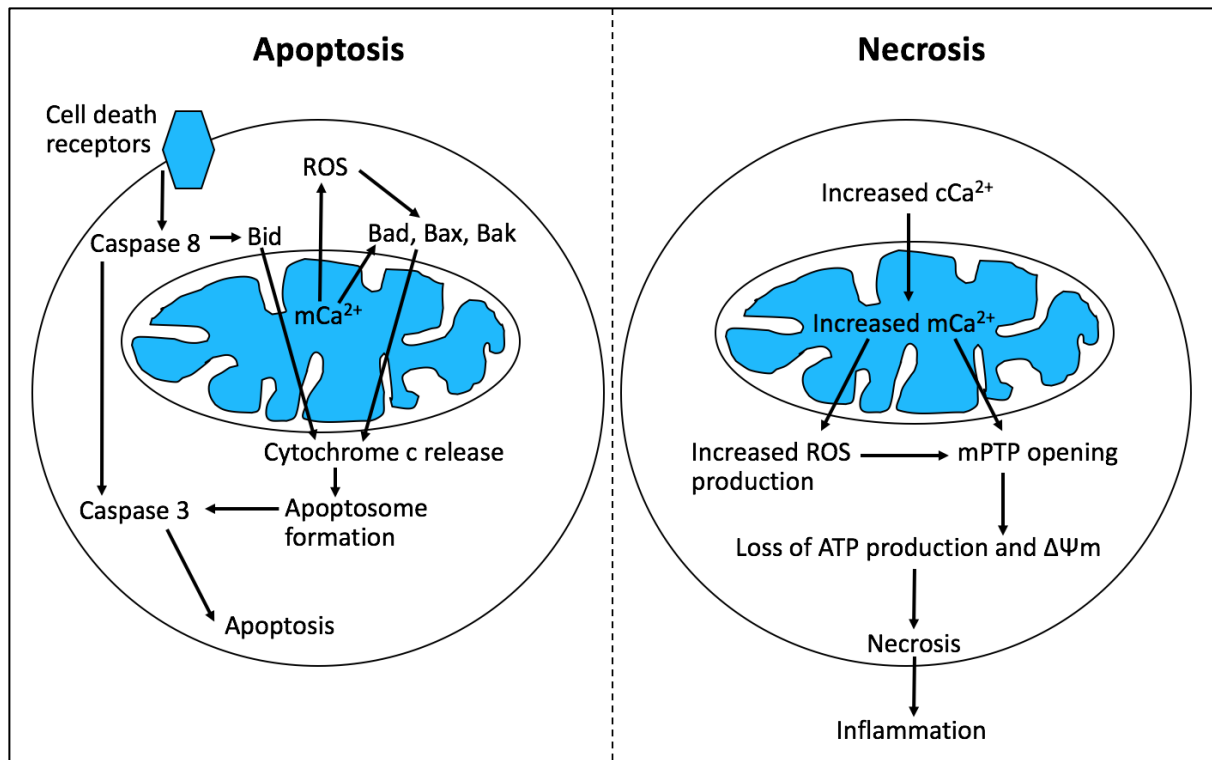 Apoptosis
Cell death
receptors
ROS
Caspase 8
Bid
Bad, Bax, Bak
mCa²⁺
Cytochrome c release
Caspase 3
Apoptosome
formation
Apoptosis
Necrosis
Increased cCa²⁺
Increased mCa²⁺
Increased ROS
production
mPTP opening
Loss of ATP production and ΔΨm
Necrosis
Inflammation